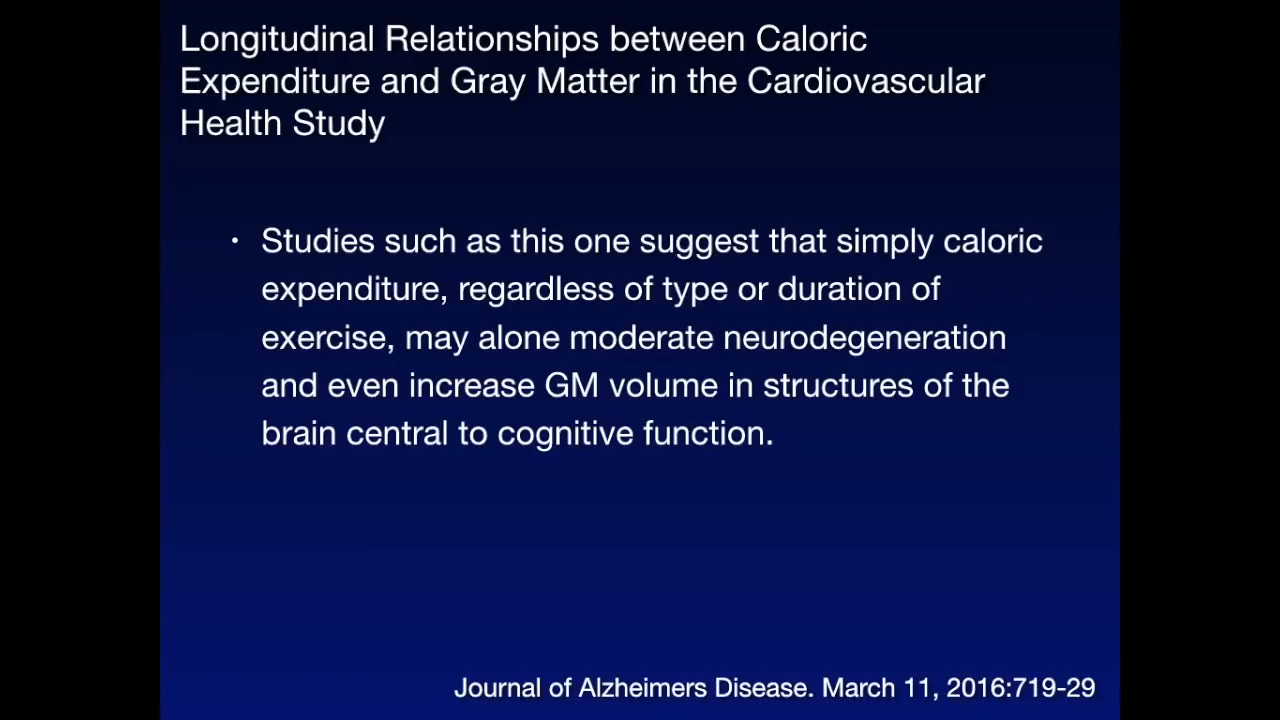 Longitudinal Relationships between Caloric
Expenditure and Gray Matter in the Cardiovascular
Health Study
• Studies such as this one suggest that simply caloric
expenditure, regardless of type or duration of
exercise, may alone moderate neurodegeneration
and even increase GM volume in structures of the
brain central to cognitive function.
Journal of Alzheimers Disease. March 11, 2016:719-29